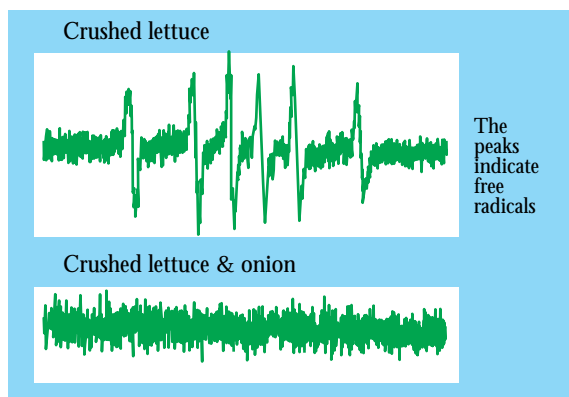 Crushed lettuce
The
peaks
indicate
free
radicals
Crushed lettuce & onion